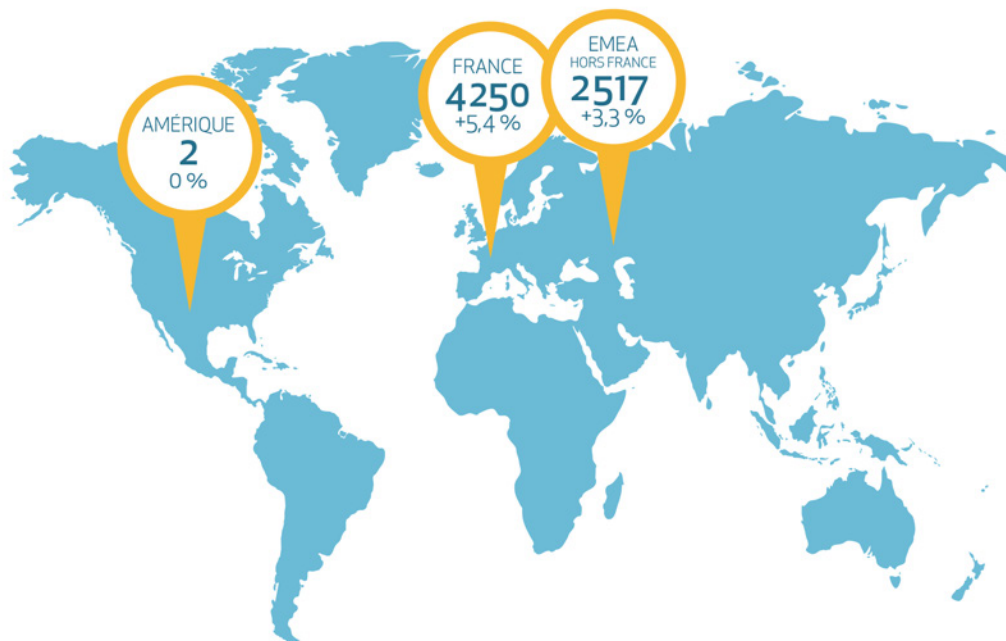 AMÉRIQUE
2
0 %
FRANCE
4250
+5,4 %
EMEA
HORS FRANCE
2517
+3,3 %